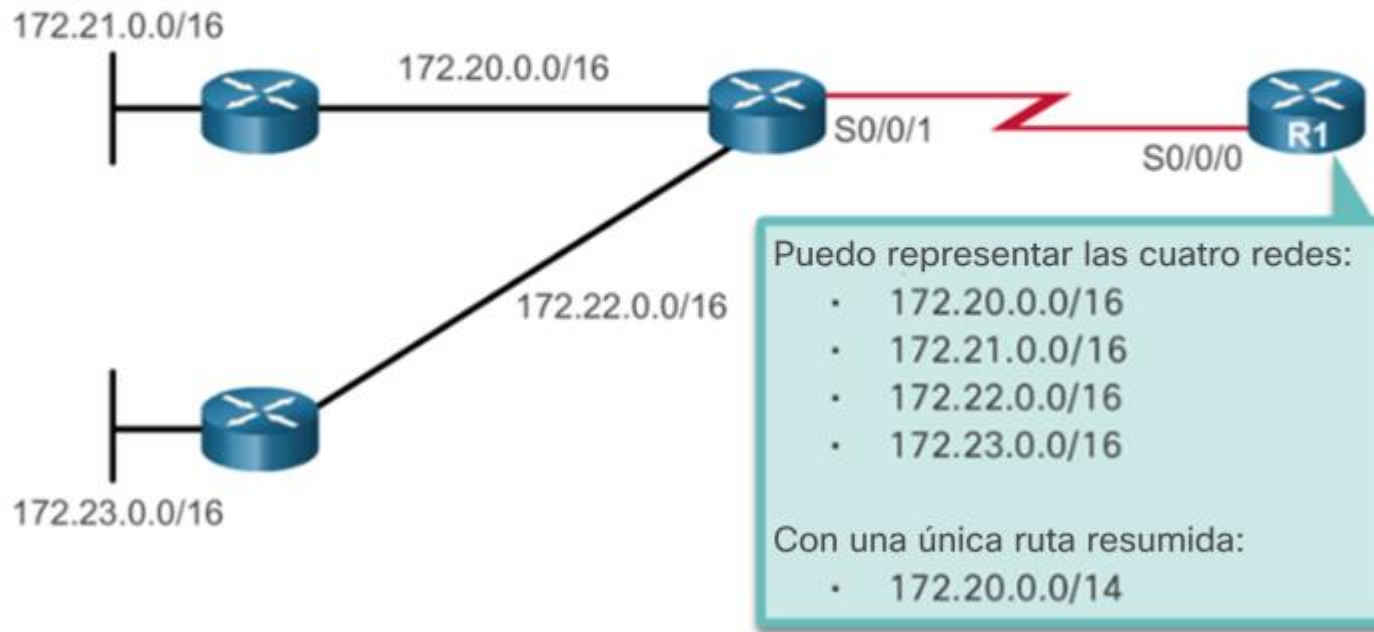 172.21.0.0/16
172.20.0.0/16
S0/0/1
S0/0/0
R1
172.22.0.0/16
172.23.0.0/16
Puedo representar las cuatro redes:
· 172.20.0.0/16
· 172.21.0.0/16
· 172.22.0.0/16
· 172.23.0.0/16
Con una única ruta resumida:
· 172.20.0.0/14